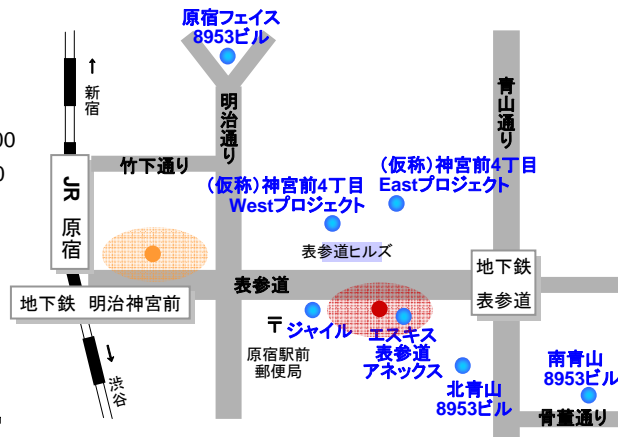 原宿フェイス
8953ビル
↑
新宿
明治通り
青山通り
00
0
竹下通り
JR 原宿
(仮称)神宮前4丁目
Westプロジェクト
(仮称)神宮前4丁目
Eastプロジェクト
表参道ヒルズ
表参道
地下鉄
表参道
地下鉄 明治神宮前
〒
ジャイル
原宿駅前
郵便局
エスキス
表参道
アネックス
北青山
8953ビル
南青山
8953ビル
骨董通り
↓
渋谷